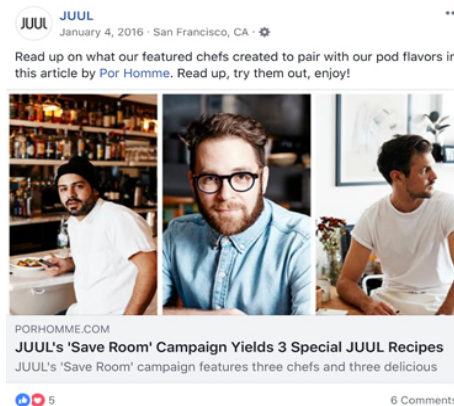 JUUL
JUUL
January 4, 2016 · San Francisco, CA ·
Read up on what our featured chefs created to pair with our pod flavors in
this article by Por Homme. Read up, try them out, enjoy!
PORHOMME.COM
JUUL's 'Save Room' Campaign Yields 3 Special JUUL Recipes
JUUL's 'Save Room' campaign features three chefs and three delicious
5
6 Comments